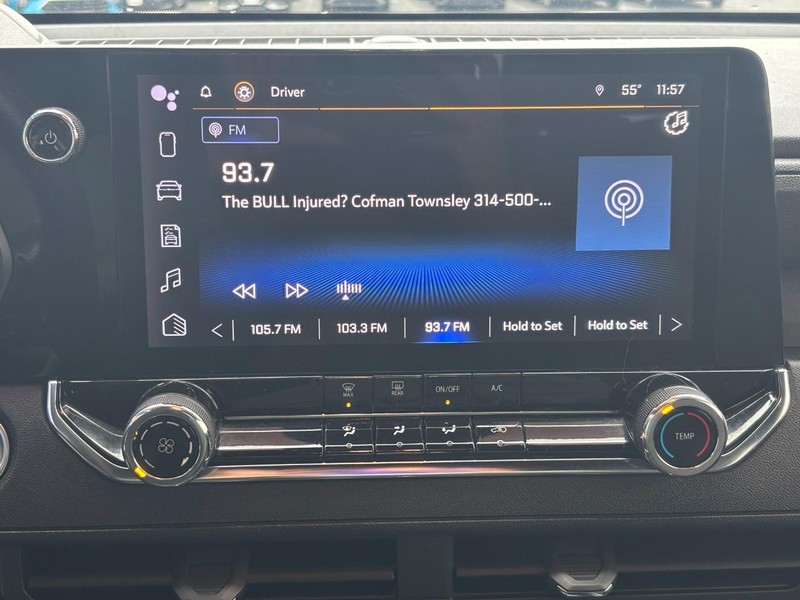 Driver
55° 11:57
FM
93.7
The BULL Injured? Cofman Townsley 314-500-...
105.7 FM 103.3 FM 93.7 FM Hold to Set Hold to Set
MAX REAR ON/OFF A/C
TEMP